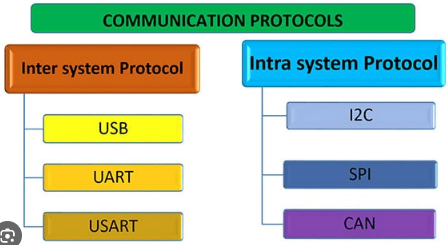 COMMUNICATION PROTOCOLS
Inter system Protocol
USB
UART
USART
Intra system Protocol
I2C
SPI
CAN